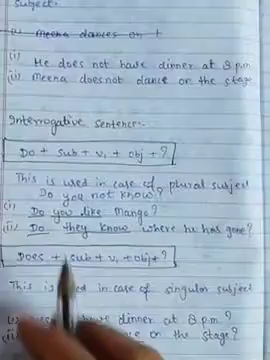 Subject.
(i) Meena dances on t
(i) He does not have dinner at 8 p.m
(ii) Meena does not dance on the stage
Interrogative sentence:-
Do + sub + v₁ + obj + ?
This is used in case of plural subject
Do you not know?
(i) Do you like Mango?
(ii) Do they know where he has gone?
Does + sub + v₁ + obj + ?
This is used in case of singular subject
have dinner at 8 p.m.?
(ii) on the stage?